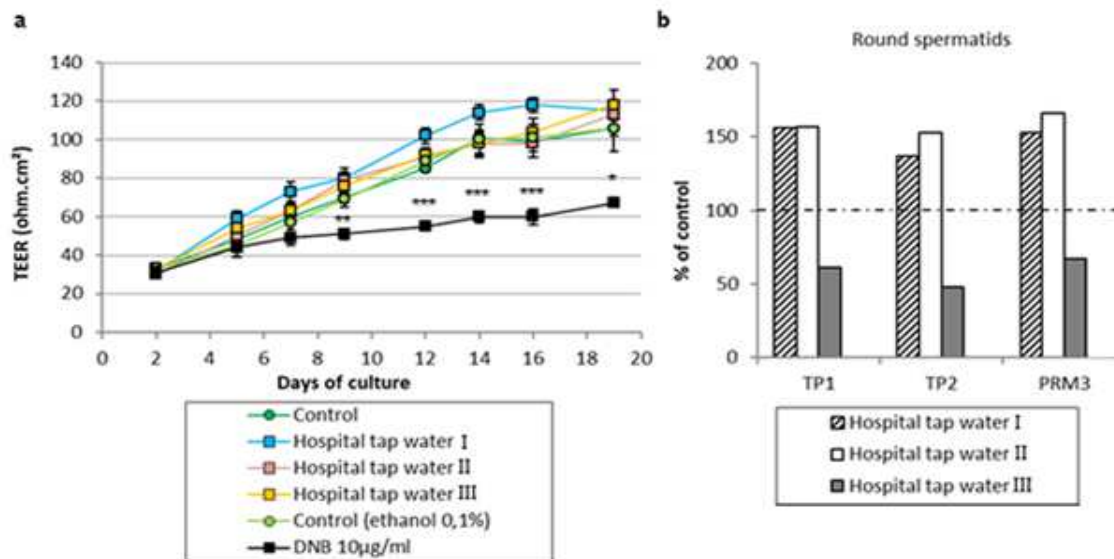 a
TEER (ohm.cm²)
140
120
100
80
60
40
20
0
**
***
***
***
*
0 2 4 6 8 10 12 14 16 18 20
Days of culture
Control
Hospital tap water I
Hospital tap water II
Hospital tap water III
Control (ethanol 0,1%)
DNB 10µg/ml
b
Round spermatids
% of control
200
150
100
50
0
TP1 TP2 PRM3
Hospital tap water I
Hospital tap water II
Hospital tap water III